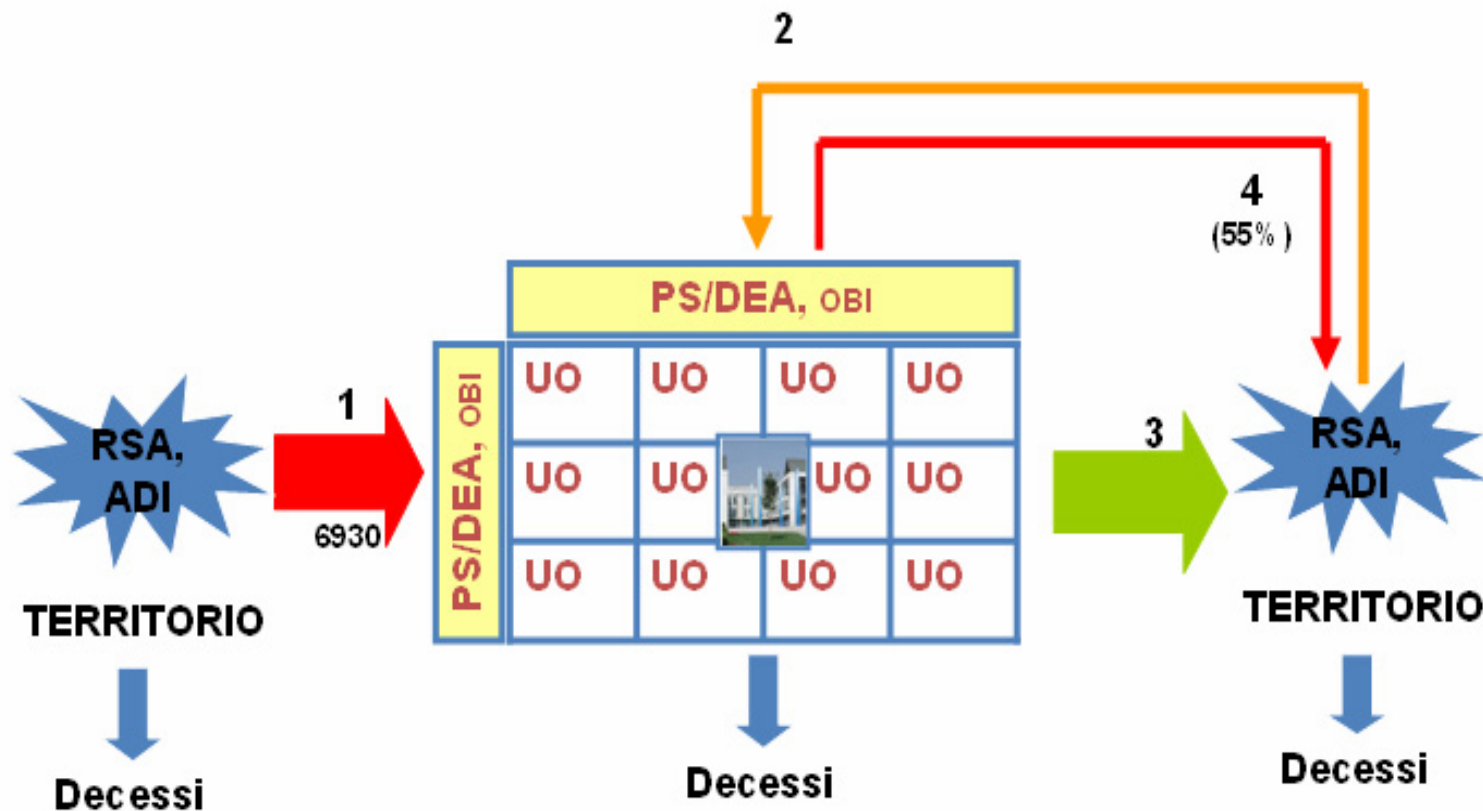 2
4
(55%)
PS/DEA, OBI
PS/DEA, OBI
UO UO UO UO
UO UO UO UO
UO UO UO UO
RSA,
ADI
1
6930
3
RSA,
ADI
TERRITORIO
TERRITORIO
Decessi
Decessi
Decessi